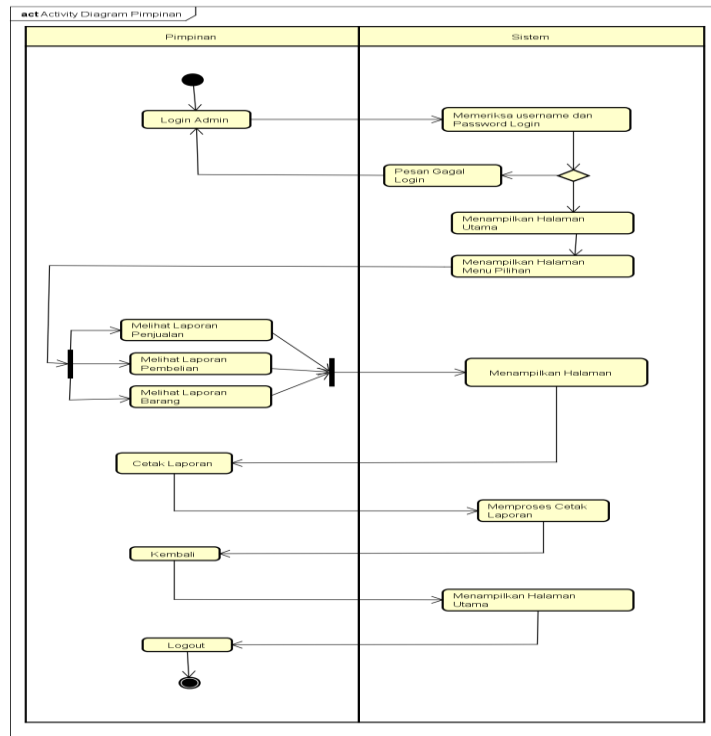 act Activity Diagram Pimpinan
Pimpinan
Sistem
Login Admin
Memeriksa username dan
Password Login
Pesan Gagal
Login
Menampilkan Halaman
Utama
Menampilkan Halaman
Menu Pilihan
Melihat Laporan
Penjualan
Melihat Laporan
Pembelian
Melihat Laporan
Barang
Menampilkan Halaman
Cetak Laporan
Memproses Cetak
Laporan
Kembali
Menampilkan Halaman
Utama
Logout